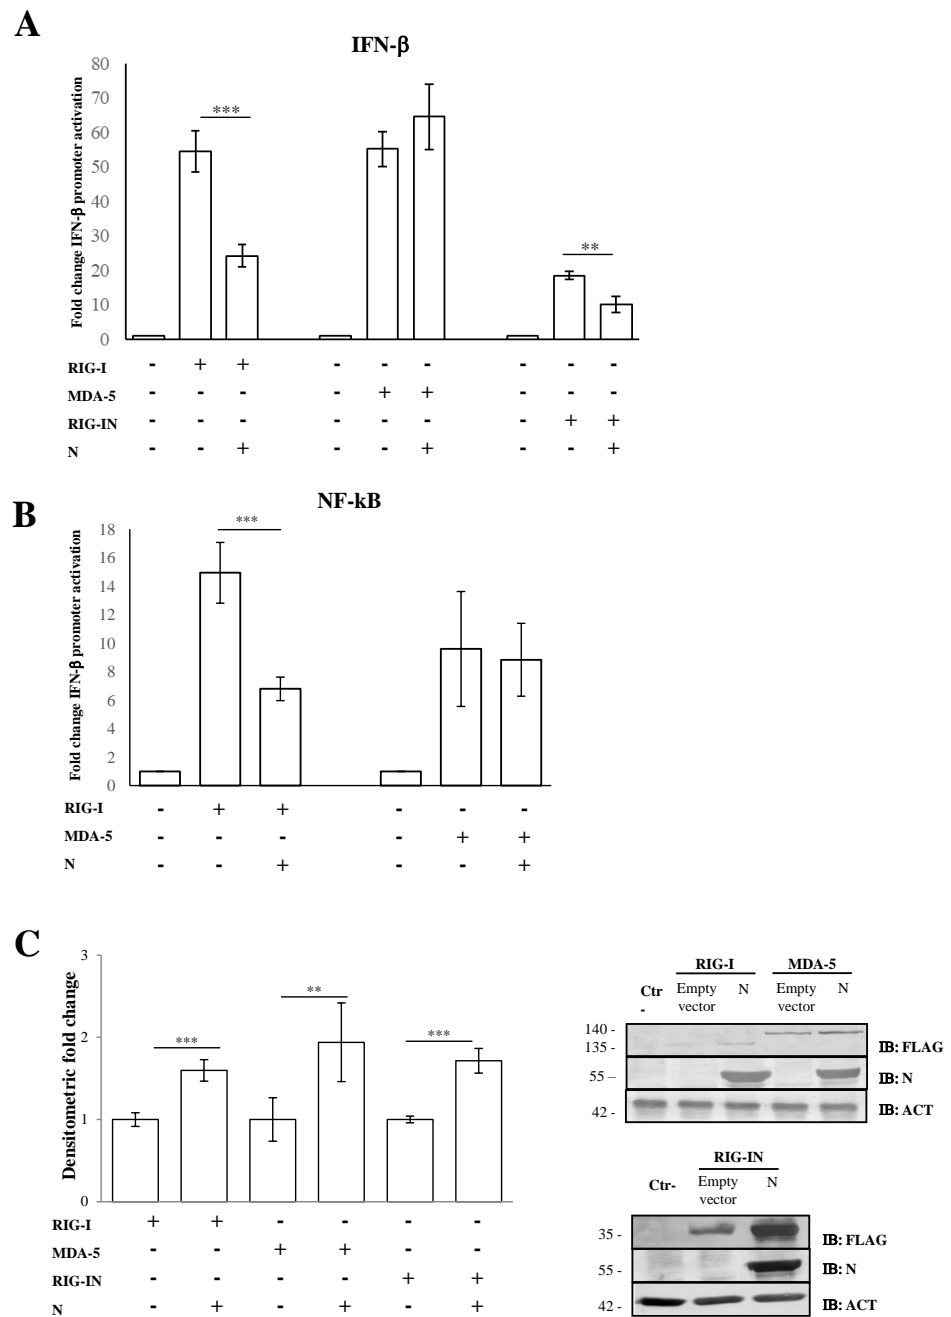 A
IFN-β
Fold change IFN-β promoter activation
80
70
60
50
40
30
20
10
0
***
**
RIG-I - + + - - - - - -
MDA-5 - - - - + + - - -
RIG-IN - - - - - - - + +
N - - + - - + - - +
B
NF-kB
Fold change IFN-β promoter activation
18
16
14
12
10
8
6
4
2
0
***
RIG-I - + + - - -
MDA-5 - - - - + +
N - - + - - +
C
Densitometric fold change
3
2
1
0
***
**
***
RIG-I + + - - - -
MDA-5 - - + + - -
RIG-IN - - - - + +
N - + - + - +
RIG-I MDA-5
Ctr Empty N Empty N
- vector vector
140 -
135 -
IB: FLAG
55 –
IB: N
42 -
IB: ACT
RIG-IN
Ctr- Empty N
vector
35 -
IB: FLAG
55 -
IB: N
42 -
IB: ACT